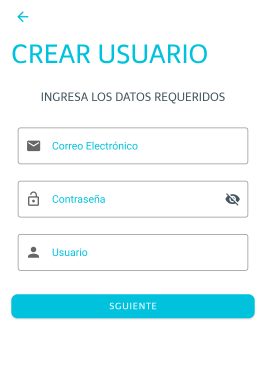 CREAR USUARIO
INGRESA LOS DATOS REQUERIDOS
Correo Electrónico
Contraseña
Usuario
SGUIENTE